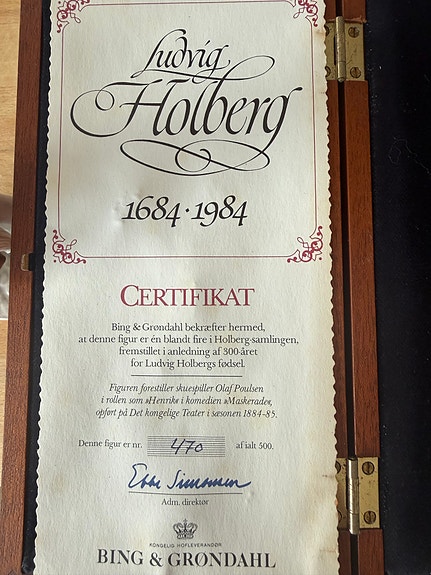 Ludvig
Holberg
1684·1984
CERTIFIKAT
Bing & Grøndahl bekræfter hermed,
at denne figur er én blandt fire i Holberg-samlingen,
fremstillet i anledning af 300-året
for Ludvig Holbergs fødsel.
Figuren forestiller skuespiller Olaf Poulsen
i rollen som »Henrik« i komedien »Maskerade«,
opført på Det kongelige Teater i sæsonen 1884-85.
Denne figur er nr. 470 af ialt 500.
Ebbe Simonsen
Adm. direktør
KONGELIG HOFLEVERANDØR
BING & GRØNDAHL